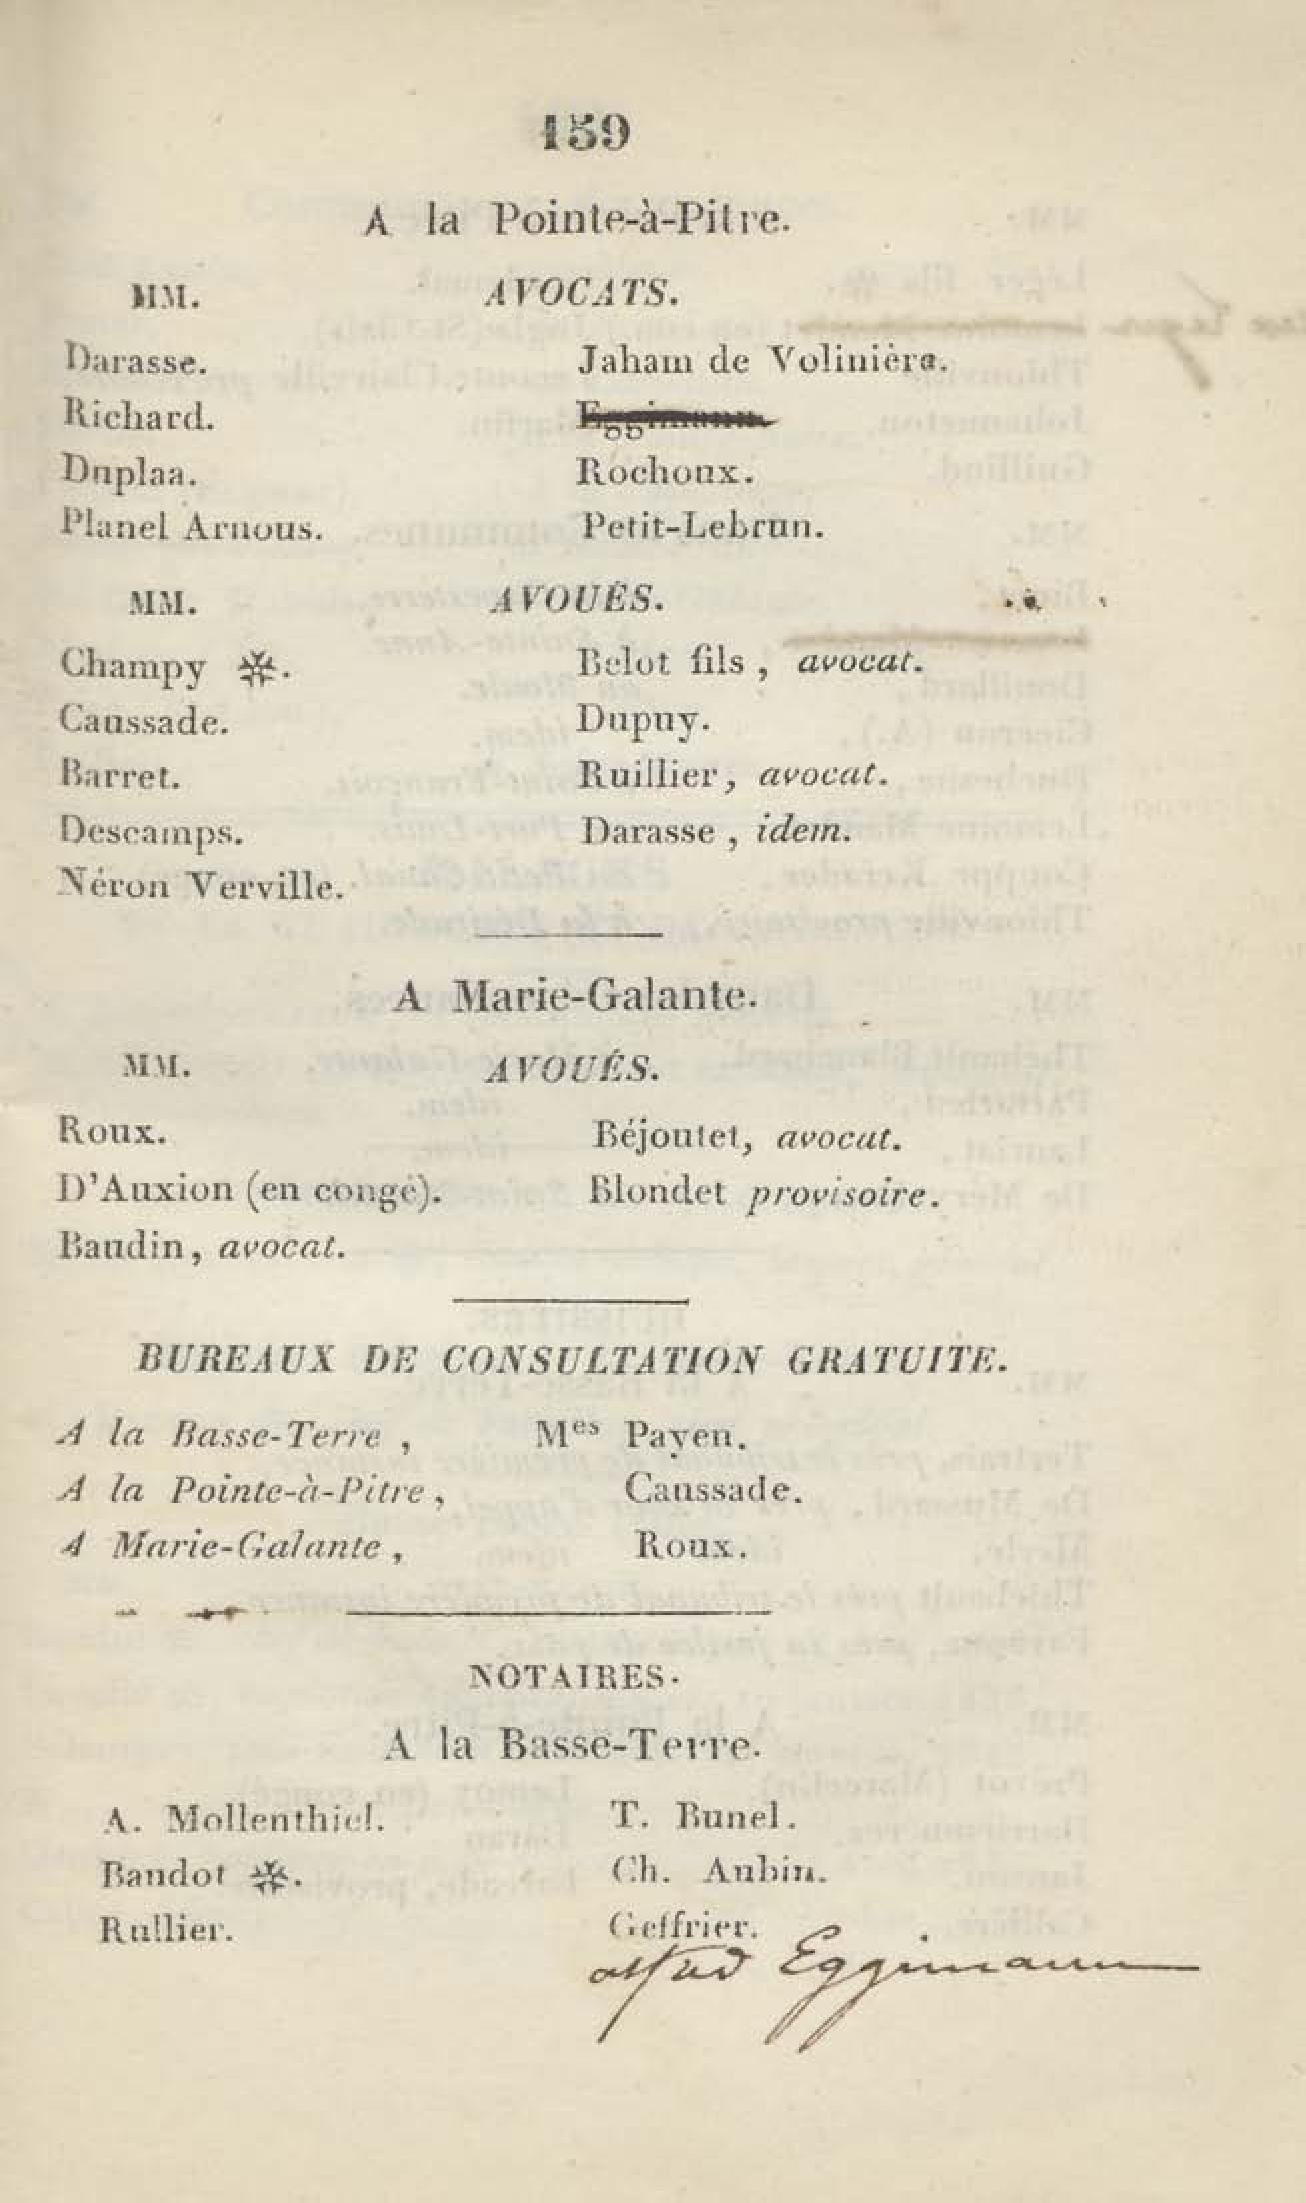 159
A la Pointe-à-Pitre.
MM. AVOCATS.
Darasse. Jaham de Volinière.
Richard. Eggimann.
Duplaa. Rochoux.
Planel Arnous. Petit-Lebrun.
MM. AVOUÉS.
Champy ✻. Belot fils, avocat.
Caussade. Dupuy.
Barret. Ruillier, avocat.
Descamps. Darasse, idem.
Néron Verville.
A Marie-Galante.
MM. AVOUÉS.
Roux. Béjoutet, avocat.
D'Auxion (en congé). Blondet provisoire.
Baudin, avocat.
BUREAUX DE CONSULTATION GRATUITE.
A la Basse-Terre, Mes Payen.
A la Pointe-à-Pitre, Caussade.
A Marie-Galante, Roux.
NOTAIRES.
A la Basse-Terre.
A. Mollenthiel. T. Bunel.
Baudot ✻. Ch. Aubin.
Rullier. Geffrier.
alfred Eggimann